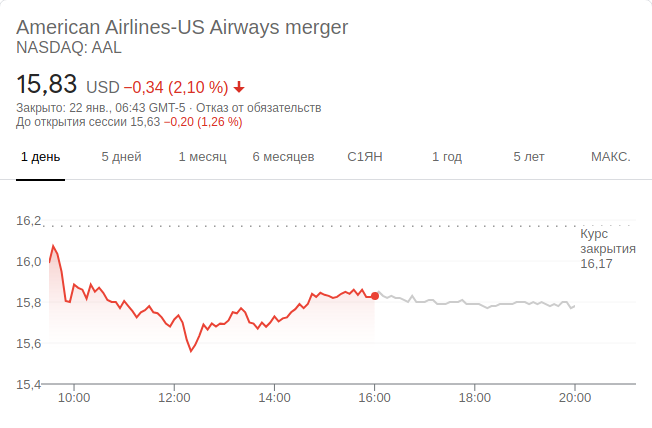 American Airlines-US Airways merger
NASDAQ: AAL
15,83 USD −0,34 (2,10 %)
Закрыто: 22 янв., 06:43 GMT-5 · Отказ от обязательств
До открытия сессии 15,63 −0,20 (1,26 %)
1 день 5 дней 1 месяц 6 месяцев С1ЯН 1 год 5 лет МАКС.
16,2
Курс
закрытия
16,17
16,0
15,8
15,6
15,4
10:00 12:00 14:00 16:00 18:00 20:00